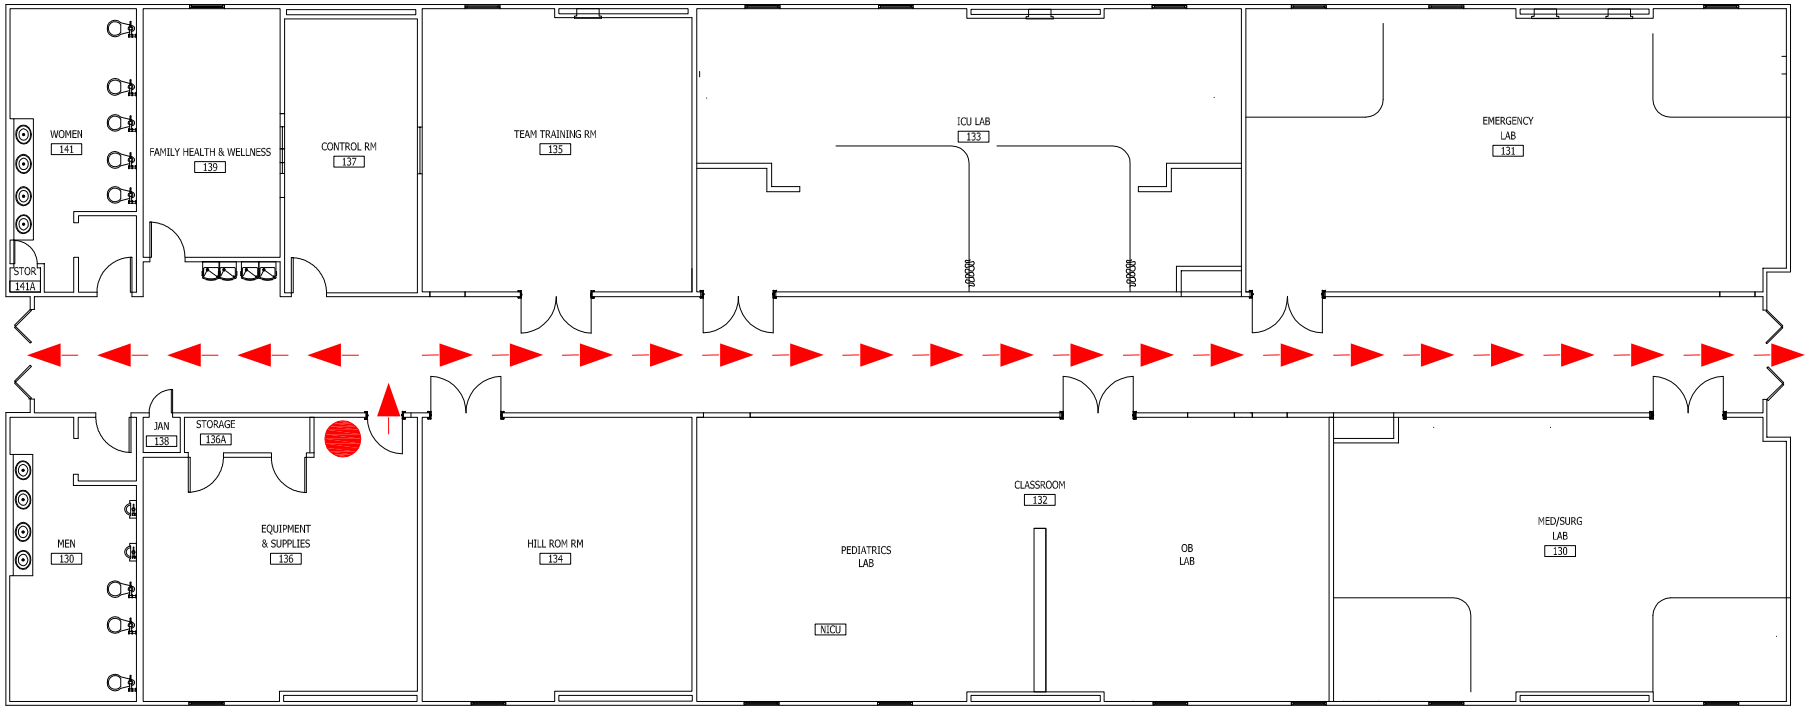 WOMEN
141
STOR
141A
FAMILY HEALTH & WELLNESS
139
CONTROL RM
137
TEAM TRAINING RM
135
ICU LAB
133
EMERGENCY
LAB
131
MEN
130
JAN
138
STORAGE
136A
EQUIPMENT
& SUPPLIES
136
HILL ROM RM
134
CLASSROOM
132
PEDIATRICS
LAB
NICU
OB
LAB
MED/SURG
LAB
130